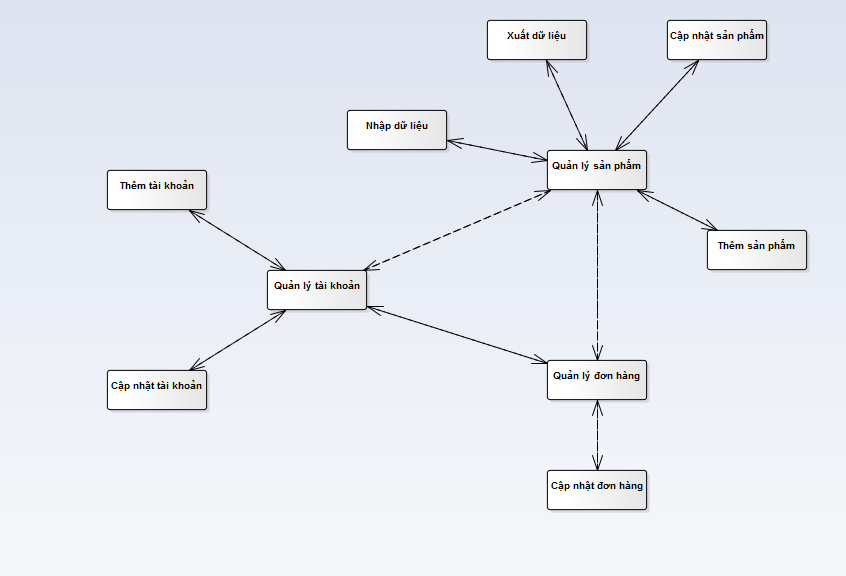 Xuất dữ liệu
Cập nhật sản phẩm
Nhập dữ liệu
Quản lý sản phẩm
Thêm tài khoản
Thêm sản phẩm
Quản lý tài khoản
Cập nhật tài khoản
Quản lý đơn hàng
Cập nhật đơn hàng